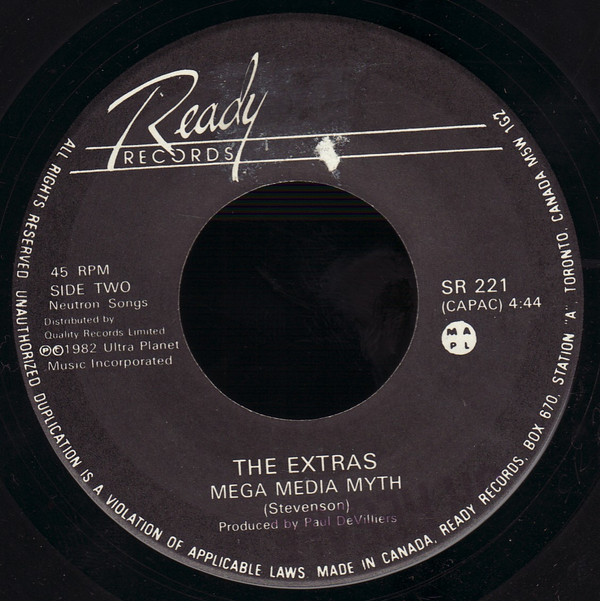 Ready
RECORDS
45 RPM
SIDE TWO
Neutron Songs
Distributed by
Quality Records Limited
℗©1982 Ultra Planet
Music Incorporated
SR 221
(CAPAC) 4:44
M A
P L
THE EXTRAS
MEGA MEDIA MYTH
(Stevenson)
Produced by Paul DeVilliers
ALL RIGHTS RESERVED UNAUTHORIZED DUPLICATION IS A VIOLATION OF APPLICABLE LAWS. MADE IN CANADA, READY RECORDS, BOX 670, STATION "A", TORONTO, CANADA M5W 1G2